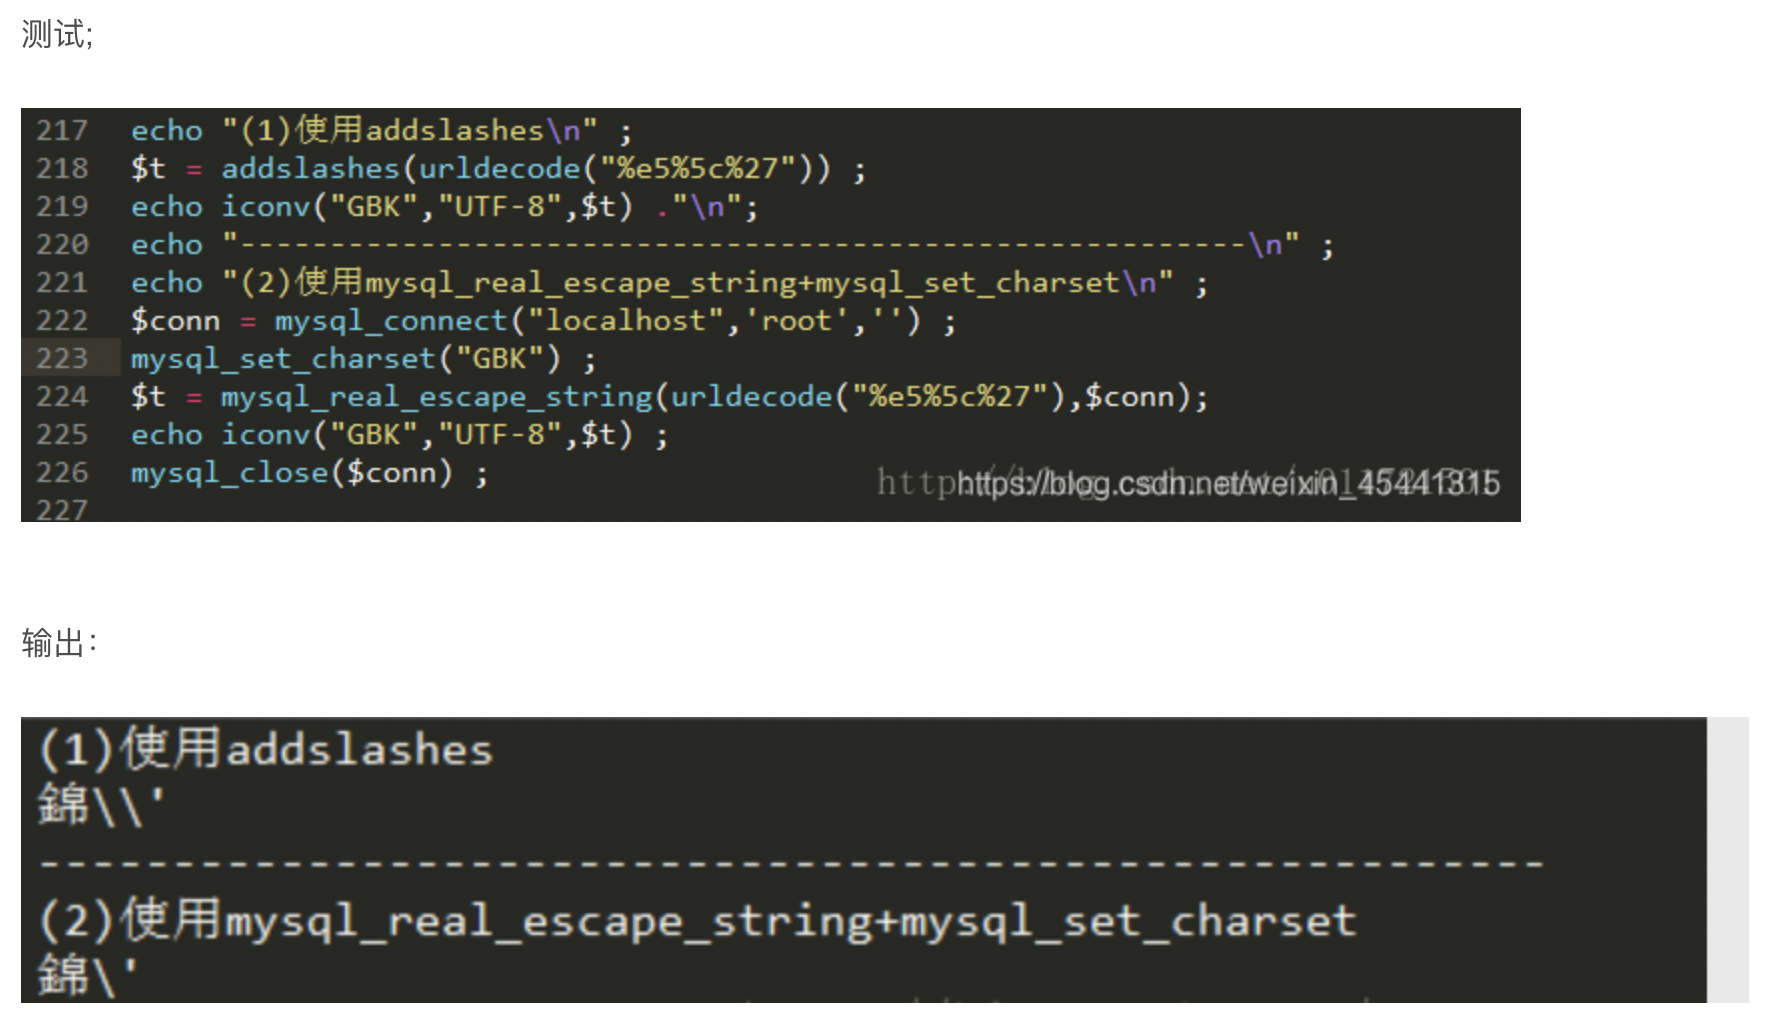 测试;
217 echo "(1)使用addslashes\n" ;
218 $t = addslashes(urldecode("%e5%5c%27")) ;
219 echo iconv("GBK","UTF-8",$t) ."\n";
220 echo "--------------------------------------------------------\n" ;
221 echo "(2)使用mysql_real_escape_string+mysql_set_charset\n" ;
222 $conn = mysql_connect("localhost",'root','') ;
223 mysql_set_charset("GBK") ;
224 $t = mysql_real_escape_string(urldecode("%e5%5c%27"),$conn);
225 echo iconv("GBK","UTF-8",$t) ;
226 mysql_close($conn) ;
https://blog.csdn.net/weixin_45441315
227
输出：
(1)使用addslashes
錦\\'
--------------------------------------------------------
(2)使用mysql_real_escape_string+mysql_set_charset
錦\'